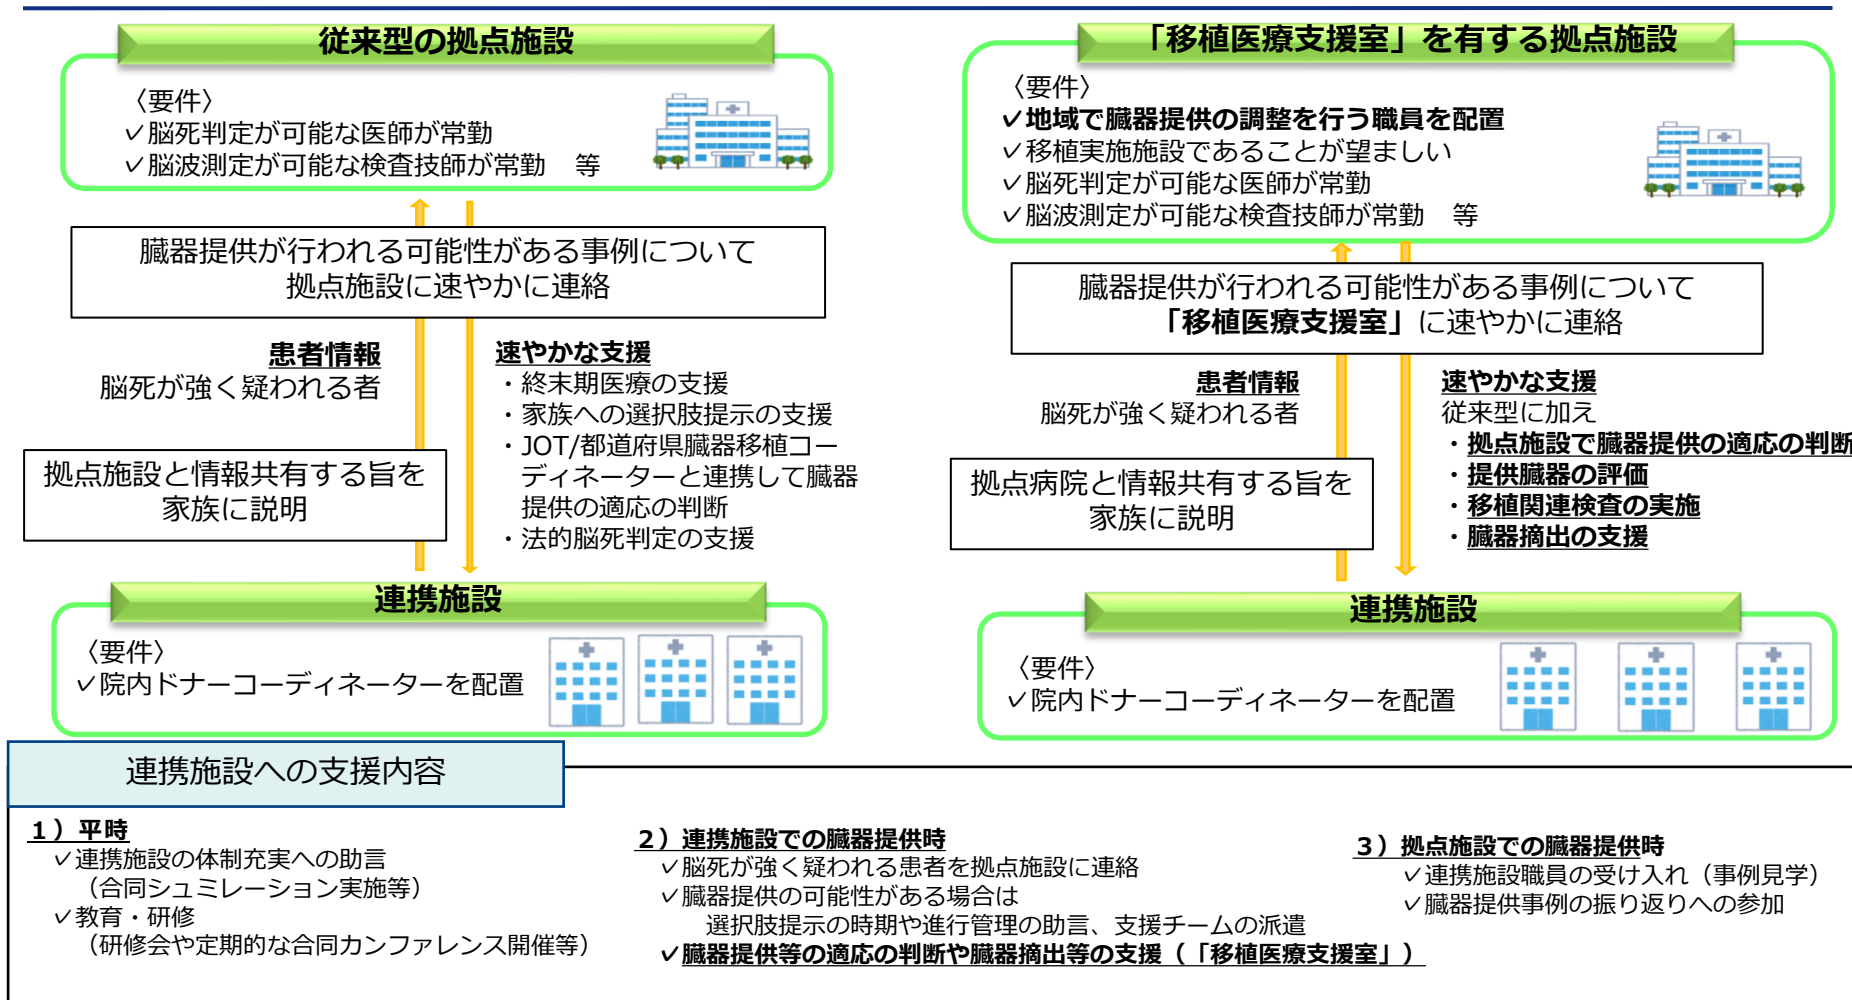 従来型の拠点施設
〈要件〉
✓脳死判定が可能な医師が常勤
✓脳波測定が可能な検査技師が常勤　等
臓器提供が行われる可能性がある事例について
拠点施設に速やかに連絡
患者情報
脳死が強く疑われる者
速やかな支援
・終末期医療の支援
・家族への選択肢提示の支援
・JOT/都道府県臓器移植コー
ディネーターと連携して臓器
提供の適応の判断
・法的脳死判定の支援
拠点施設と情報共有する旨を
家族に説明
連携施設
〈要件〉
✓院内ドナーコーディネーターを配置
「移植医療支援室」を有する拠点施設
〈要件〉
✓地域で臓器提供の調整を行う職員を配置
✓移植実施施設であることが望ましい
✓脳死判定が可能な医師が常勤
✓脳波測定が可能な検査技師が常勤　等
臓器提供が行われる可能性がある事例について
「移植医療支援室」に速やかに連絡
患者情報
脳死が強く疑われる者
速やかな支援
従来型に加え
・拠点施設で臓器提供の適応の判断
・提供臓器の評価
・移植関連検査の実施
・臓器摘出の支援
拠点病院と情報共有する旨を
家族に説明
連携施設
〈要件〉
✓院内ドナーコーディネーターを配置
連携施設への支援内容
１）平時
✓連携施設の体制充実への助言
（合同シュミレーション実施等）
✓教育・研修
（研修会や定期的な合同カンファレンス開催等）
２）連携施設での臓器提供時
✓脳死が強く疑われる患者を拠点施設に連絡
✓臓器提供の可能性がある場合は
選択肢提示の時期や進行管理の助言、支援チームの派遣
✓臓器提供等の適応の判断や臓器摘出等の支援（「移植医療支援室」）
３）拠点施設での臓器提供時
✓連携施設職員の受け入れ（事例見学）
✓臓器提供事例の振り返りへの参加